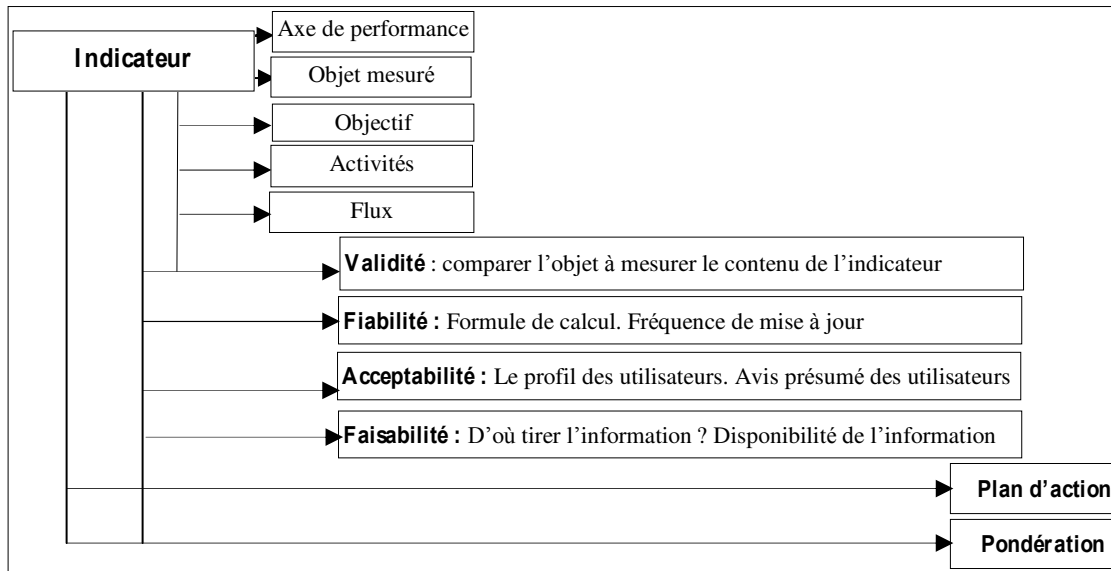 Axe de performance
Indicateur
Objet mesuré
Objectif
Activités
Flux
Validité : comparer l’objet à mesurer le contenu de l’indicateur
Fiabilité : Formule de calcul. Fréquence de mise à jour
Acceptabilité : Le profil des utilisateurs. Avis présumé des utilisateurs
Faisabilité : D’où tirer l’information ? Disponibilité de l’information
Plan d’action
Pondération